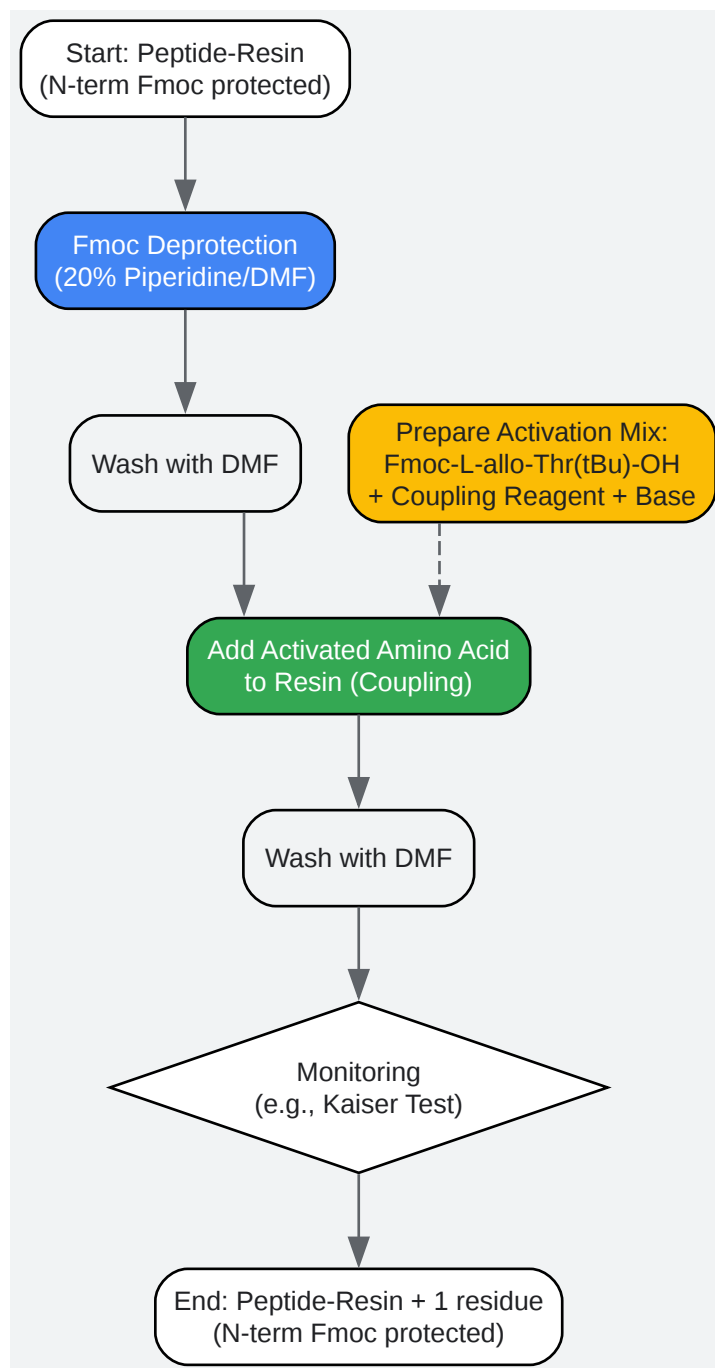 Start: Peptide-Resin
(N-term Fmoc protected)
Fmoc Deprotection
(20% Piperidine/DMF)
Wash with DMF
Prepare Activation Mix:
Fmoc-L-allo-Thr(tBu)-OH
+ Coupling Reagent + Base
Add Activated Amino Acid
to Resin (Coupling)
Wash with DMF
Monitoring
(e.g., Kaiser Test)
End: Peptide-Resin + 1 residue
(N-term Fmoc protected)